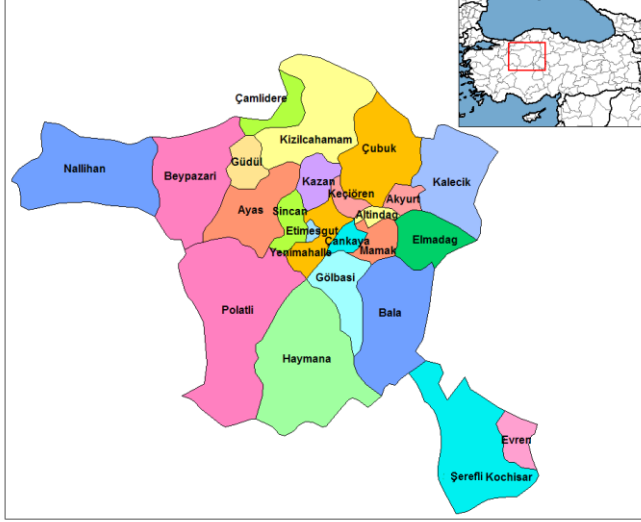 Çamlidere
Kizilcahamam
Çubuk
Nallihan
Beypazari
Güdül
Kazan
Kalecik
Keçiören
Akyurt
Ayas
Sincan
Altindag
Etimesgut
Çankaya
Elmadag
Yenimahalle
Mamak
Gölbasi
Polatli
Bala
Haymana
Evren
Şerefli Kochisar